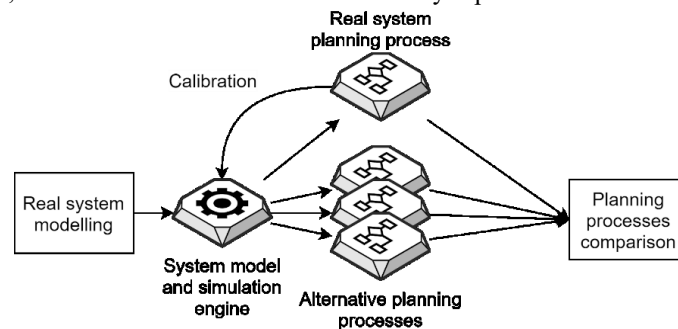 Real system
planning process
Calibration
Real system
modelling
System model
and simulation
engine
Alternative planning
processes
Planning
processes
comparison